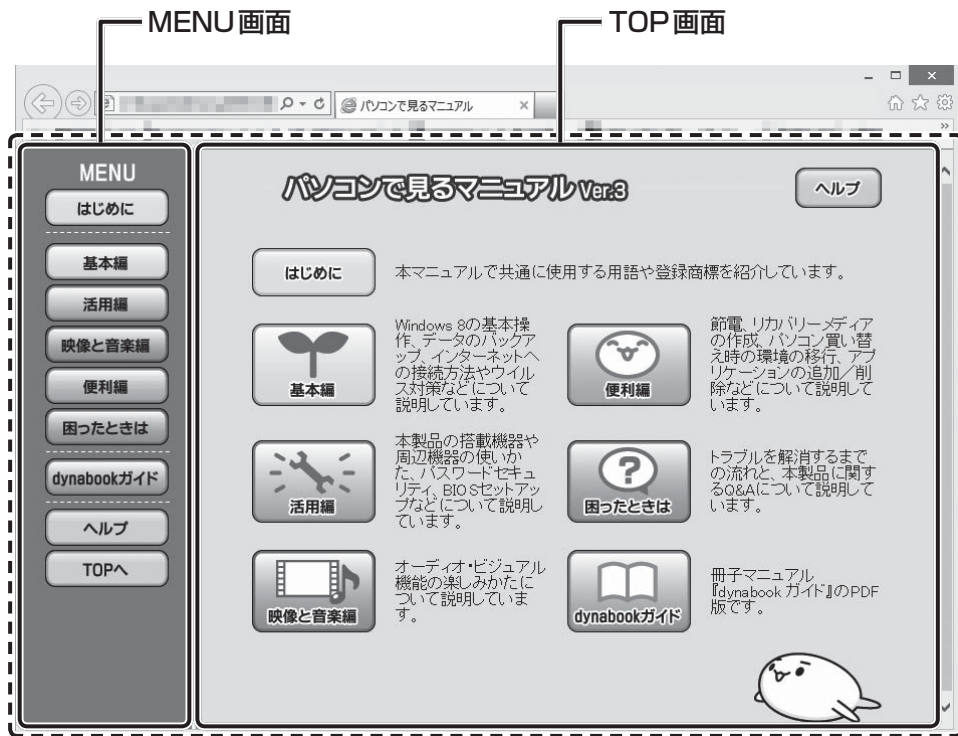 MENU画面
TOP画面
パソコンで見るマニュアル
MENU
はじめに
基本編
活用編
映像と音楽編
便利編
困ったときは
dynabookガイド
ヘルプ
TOPへ
パソコンで見るマニュアル Ver.3
ヘルプ
はじめに
本マニュアルで共通に使用する用語や登録商標を紹介しています。
基本編
Windows 8の基本操
作、データのバックア
ップ、インターネットへ
の接続方法やウイル
ス対策などについて
説明しています。
便利編
節電、リカバリーメディア
の作成、パソコン買い替
え時の環境の移行、アプ
リケーションの追加／削
除などについて説明して
います。
活用編
本製品の搭載機器や
周辺機器の使いか
た、パスワードセキュ
リティ、BIOSセットアッ
プなどについて説明し
ています。
困ったときは
トラブルを解消するまで
の流れと、本製品に関す
るQ&Aについて説明して
います。
映像と音楽編
オーディオ・ビジュアル
機能の楽しみかたに
ついて説明していま
す。
dynabookガイド
冊子マニュアル
『dynabook ガイド』のPDF
版です。